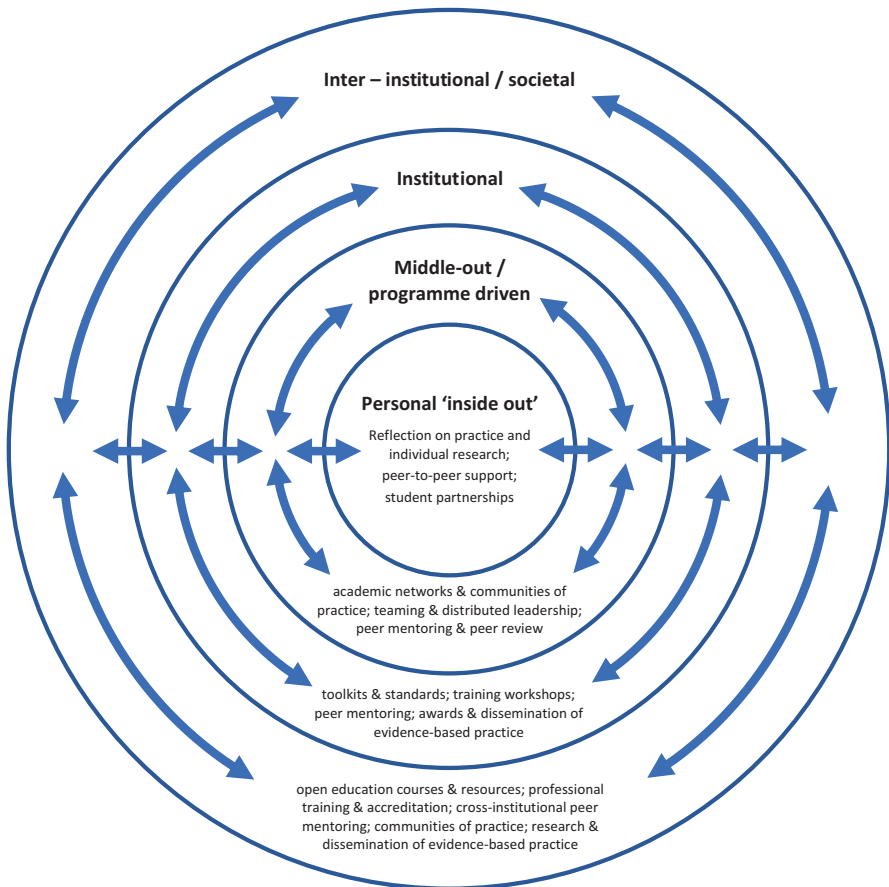 Inter – institutional / societal
Institutional
Middle-out /
programme driven
Personal ‘inside out’
Reflection on practice and
individual research;
peer-to-peer support;
student partnerships
academic networks & communities of
practice; teaming & distributed leadership;
peer mentoring & peer review
toolkits & standards; training workshops;
peer mentoring; awards & dissemination of
evidence-based practice
open education courses & resources; professional
training & accreditation; cross-institutional peer
mentoring; communities of practice; research &
dissemination of evidence-based practice